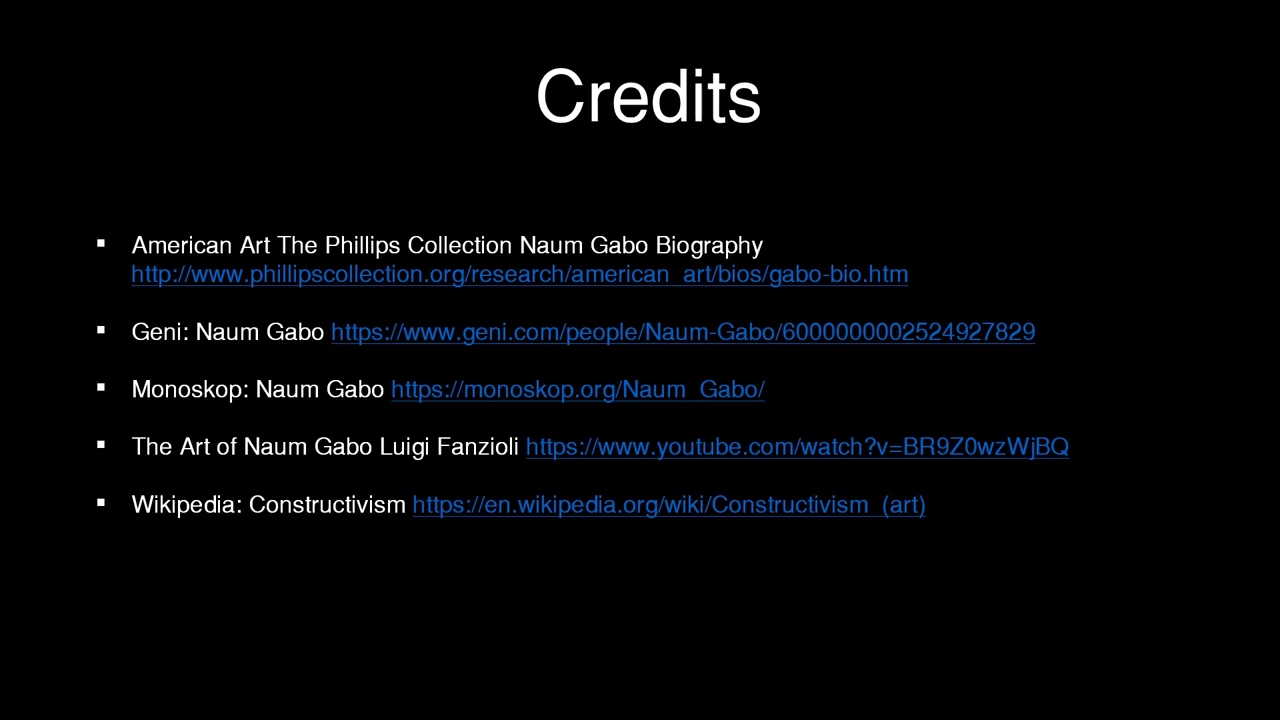 Credits
American Art The Phillips Collection Naum Gabo Biography
http://www.phillipscollection.org/research/american_art/bios/gabo-bio.htm
Geni: Naum Gabo https://www.geni.com/people/Naum-Gabo/6000000002524927829
Monoskop: Naum Gabo https://monoskop.org/Naum_Gabo/
The Art of Naum Gabo Luigi Fanzioli https://www.youtube.com/watch?v=BR9Z0wzWjBQ
Wikipedia: Constructivism https://en.wikipedia.org/wiki/Constructivism_(art)